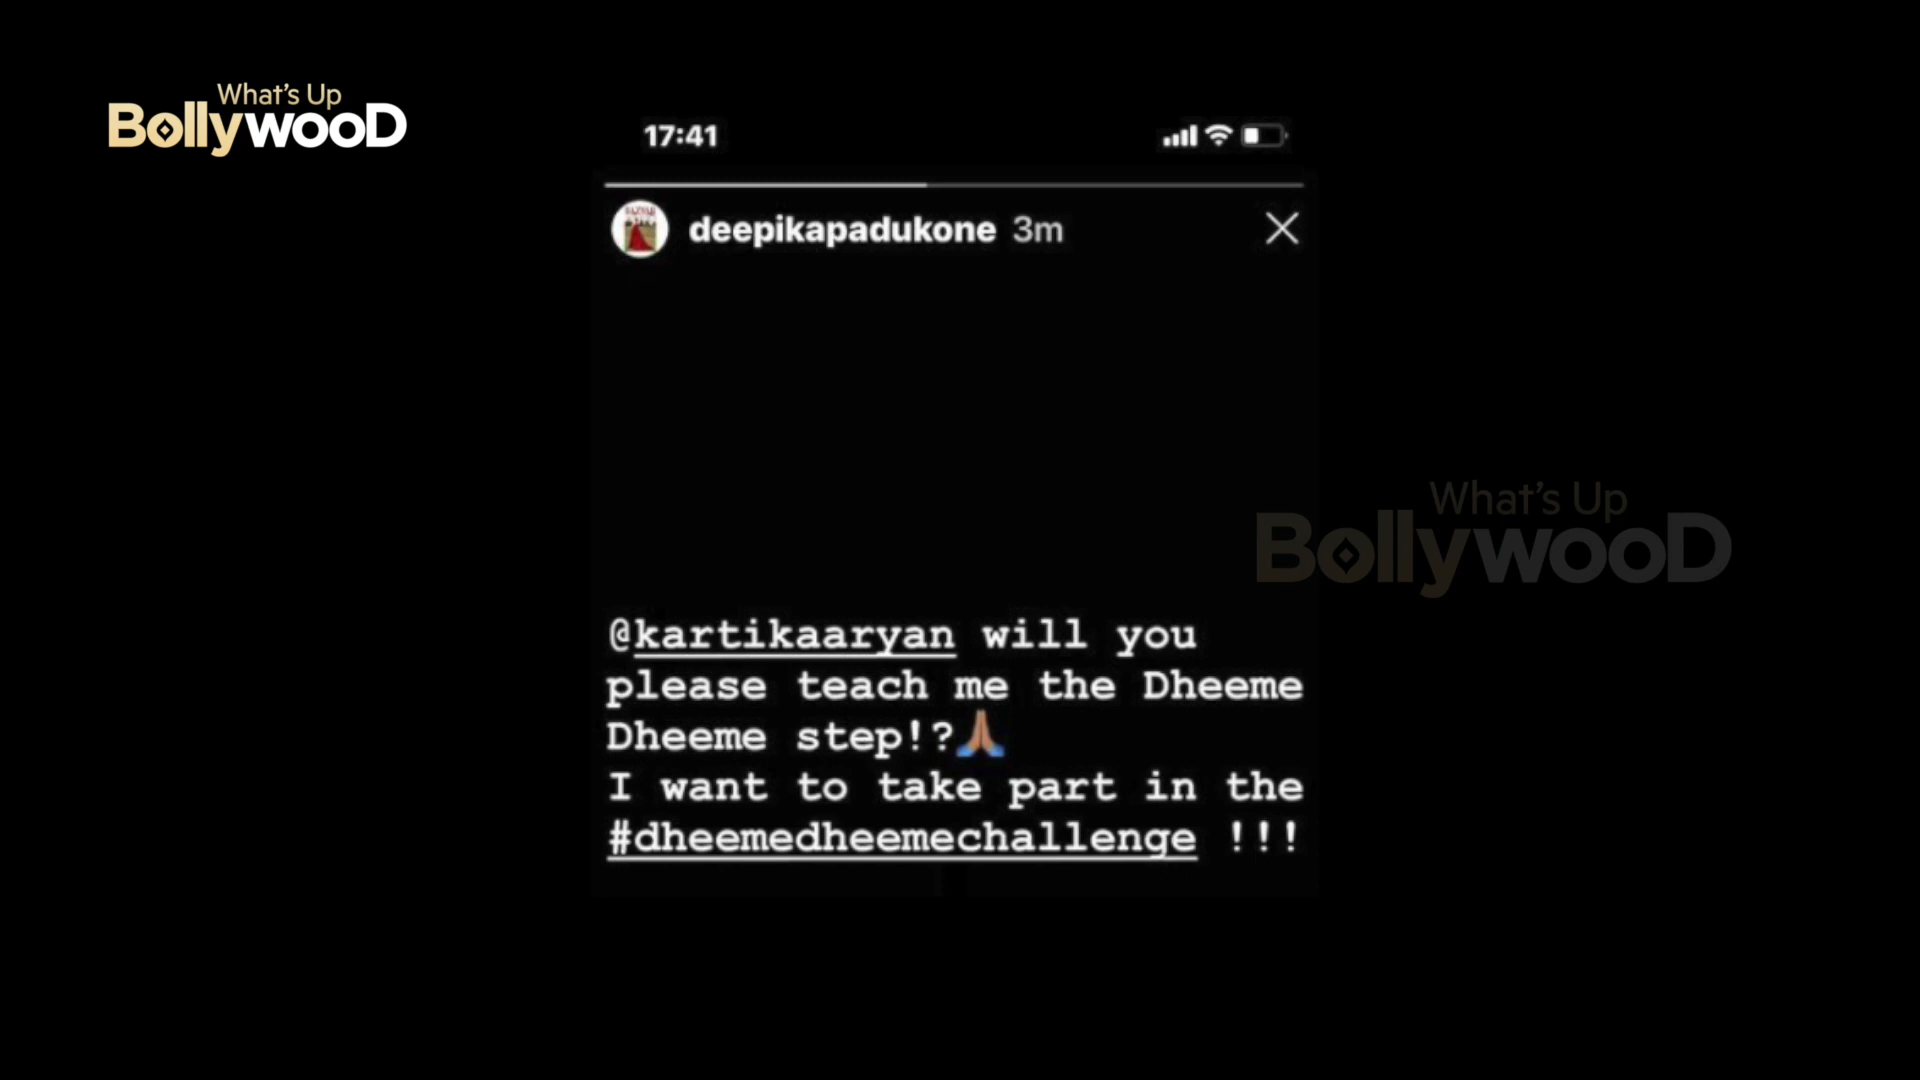 What's Up
BollywooD
17:41
deepikapadukone 3m
What's Up
BollywooD
@kartikaaryan will you
please teach me the Dheeme
Dheeme step!?🙏🏽
I want to take part in the
#dheemedheemechallenge !!!